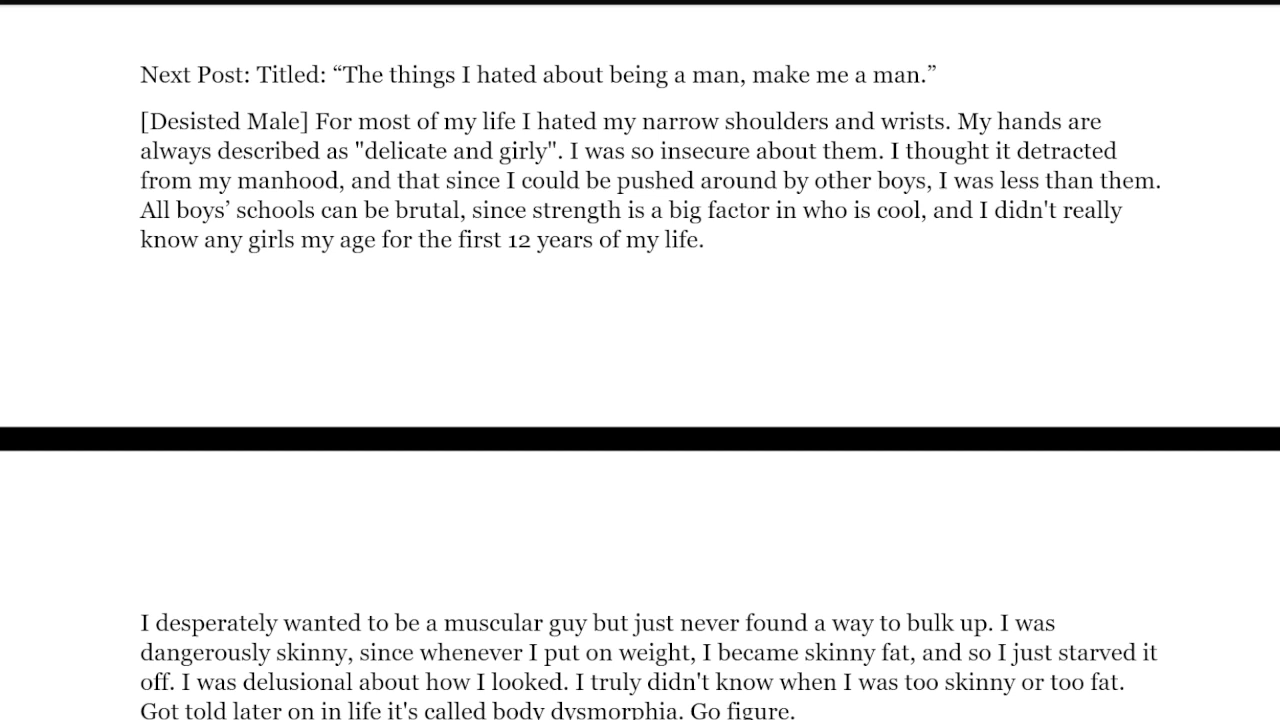 Next Post: Titled: “The things I hated about being a man, make me a man.”
[Desisted Male] For most of my life I hated my narrow shoulders and wrists. My hands are
always described as "delicate and girly". I was so insecure about them. I thought it detracted
from my manhood, and that since I could be pushed around by other boys, I was less than them.
All boys’ schools can be brutal, since strength is a big factor in who is cool, and I didn't really
know any girls my age for the first 12 years of my life.
I desperately wanted to be a muscular guy but just never found a way to bulk up. I was
dangerously skinny, since whenever I put on weight, I became skinny fat, and so I just starved it
off. I was delusional about how I looked. I truly didn't know when I was too skinny or too fat.
Got told later on in life it's called body dysmorphia. Go figure.